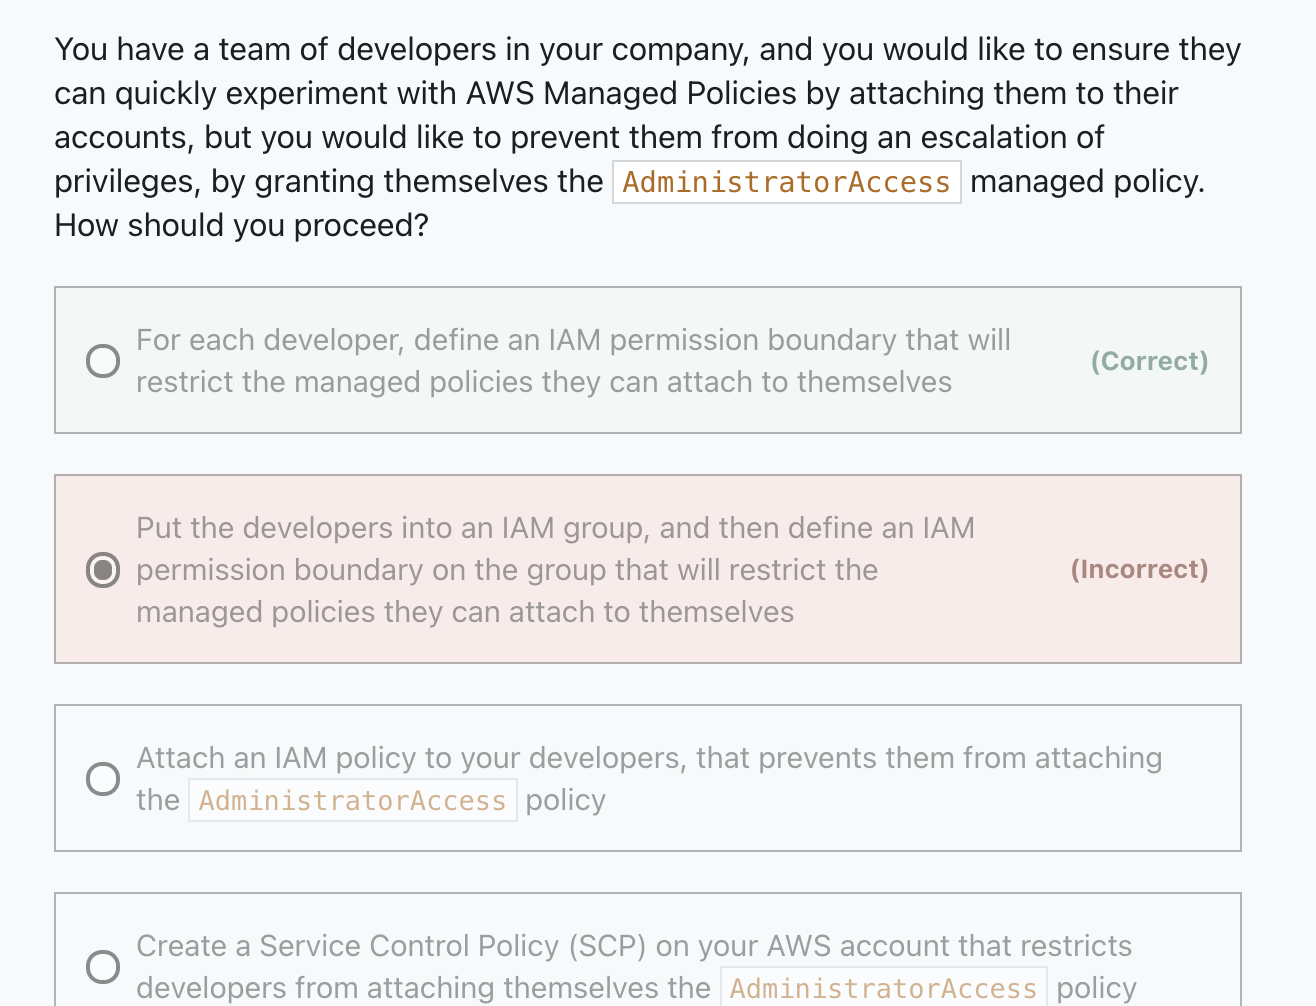 You have a team of developers in your company, and you would like to ensure they
can quickly experiment with AWS Managed Policies by attaching them to their
accounts, but you would like to prevent them from doing an escalation of
privileges, by granting themselves the AdministratorAccess managed policy.
How should you proceed?
For each developer, define an IAM permission boundary that will
restrict the managed policies they can attach to themselves
(Correct)
Put the developers into an IAM group, and then define an IAM
permission boundary on the group that will restrict the
managed policies they can attach to themselves
(Incorrect)
Attach an IAM policy to your developers, that prevents them from attaching
the AdministratorAccess policy
Create a Service Control Policy (SCP) on your AWS account that restricts
developers from attaching themselves the AdministratorAccess policy